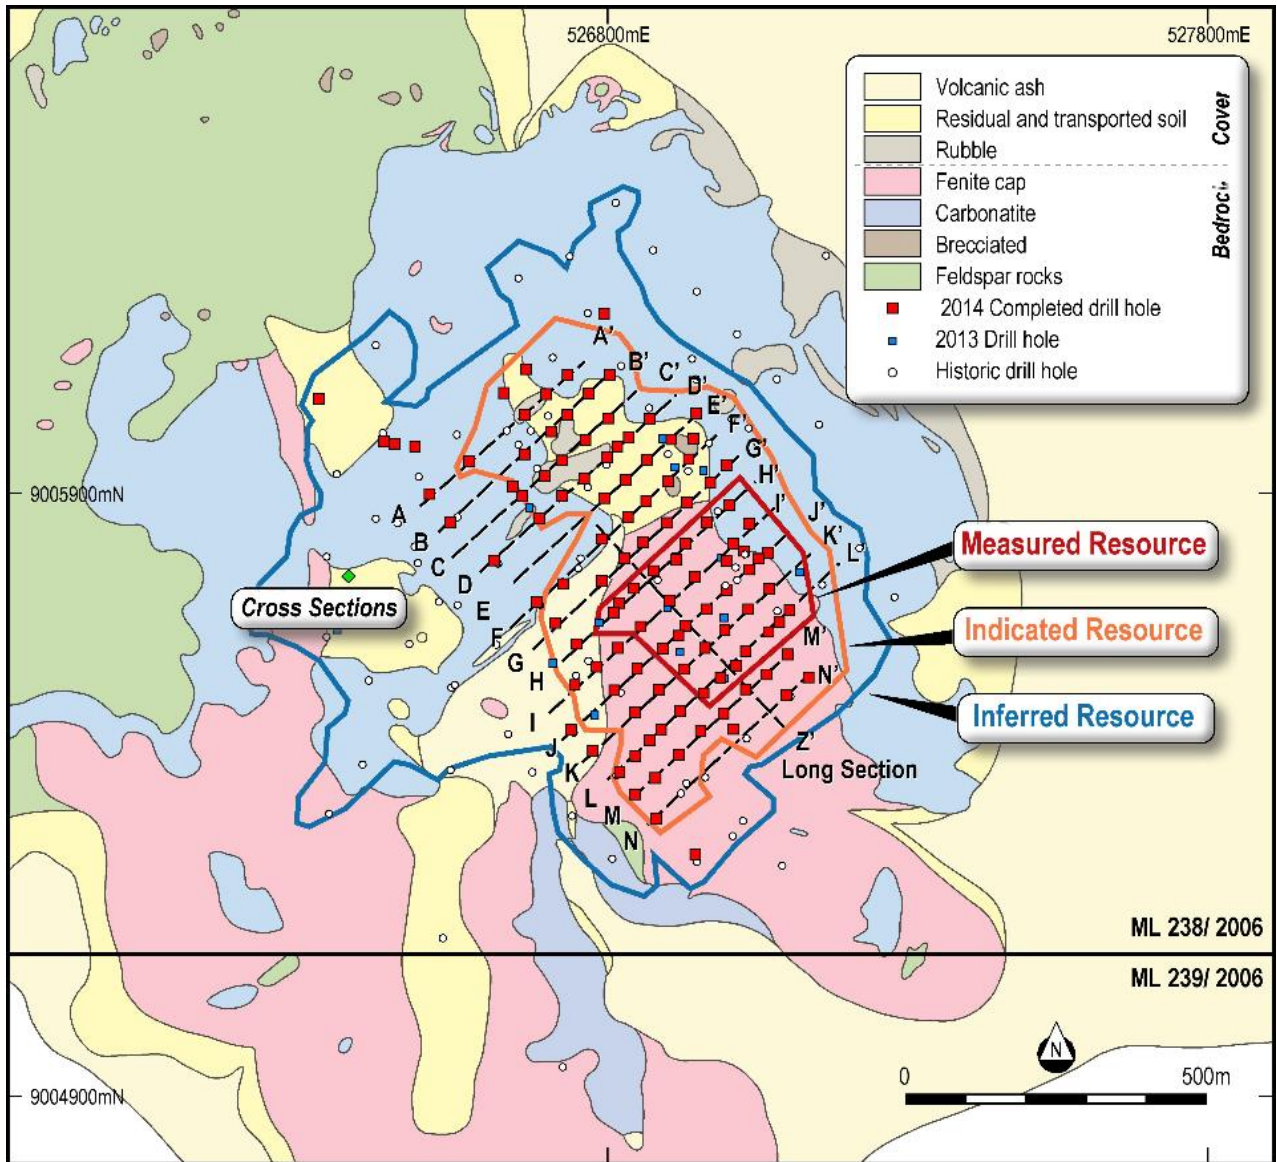 526800mE
527800mE
Volcanic ash
Residual and transported soil
Rubble
Cover
Fenite cap
Carbonatite
Brecciated
Feldspar rocks
2014 Completed drill hole
2013 Drill hole
Historic drill hole
A'
B'
C'
D'
E'
F'
G'
H'
I'
J'
K'
L'
M'
N'
Z'
Long Section
9005900mN
A
B
C
D
E
F
G
H
I
J
K
L
M
N
Cross Sections
Measured Resource
Indicated Resource
Inferred Resource
ML 238/ 2006
ML 239/ 2006
N
0
500m
9004900mN